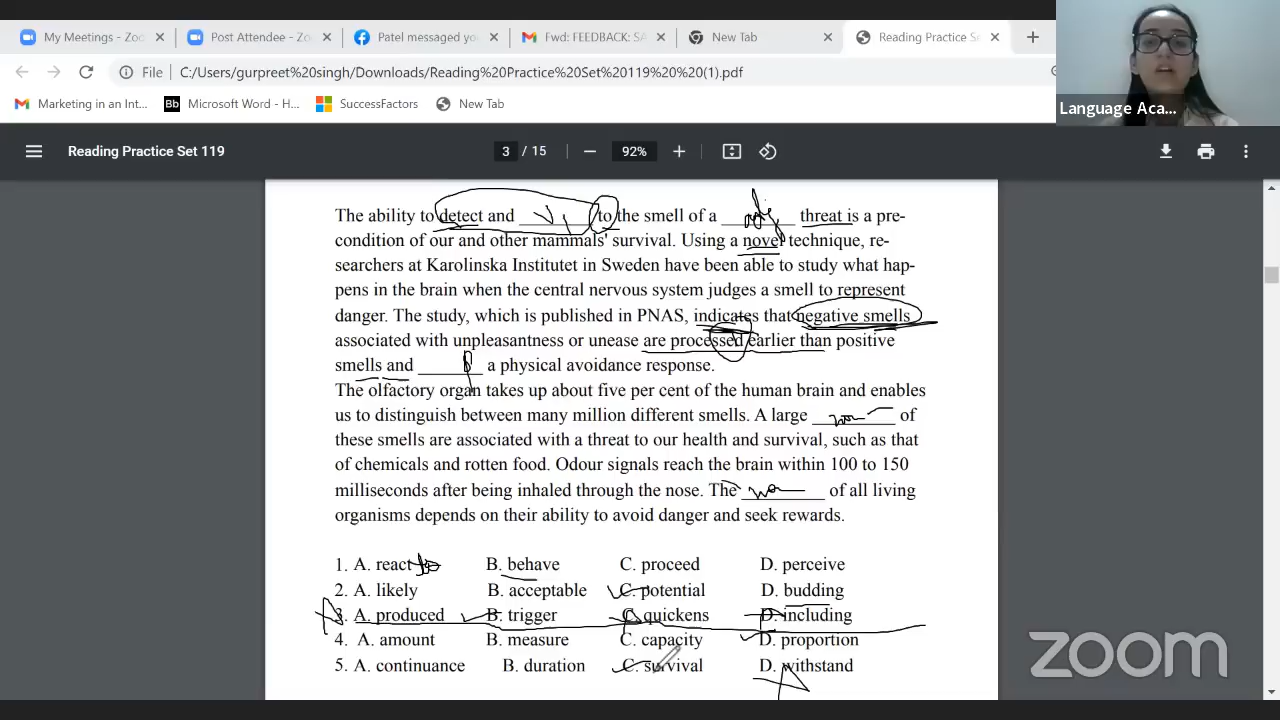 My Meetings - Zo
Post Attendee - Zo
Patel messaged yo
Fwd: FEEDBACK: SA
New Tab
Reading Practice Se
File
C:/Users/gurpreet%20singh/Downloads/Reading%20Practice%20Set%20119%20%20(1).pdf
Marketing in an Int...
Bb
Microsoft Word - H...
SuccessFactors
New Tab
Language Aca...
Reading Practice Set 119
3 / 15
92%
The ability to detect and ________ to the smell of a ________ threat is a pre-
condition of our and other mammals' survival. Using a novel technique, re-
searchers at Karolinska Institutet in Sweden have been able to study what hap-
pens in the brain when the central nervous system judges a smell to represent
danger. The study, which is published in PNAS, indicates that negative smells
associated with unpleasantness or unease are processed earlier than positive
smells and _______ a physical avoidance response.
The olfactory organ takes up about five per cent of the human brain and enables
us to distinguish between many million different smells. A large _________ of
these smells are associated with a threat to our health and survival, such as that
of chemicals and rotten food. Odour signals reach the brain within 100 to 150
milliseconds after being inhaled through the nose. The _________ of all living
organisms depends on their ability to avoid danger and seek rewards.
1. A. react B. behave C. proceed D. perceive
2. A. likely B. acceptable C. potential D. budding
3. A. produced B. trigger C. quickens D. including
4. A. amount B. measure C. capacity D. proportion
5. A. continuance B. duration C. survival D. withstand
zoom